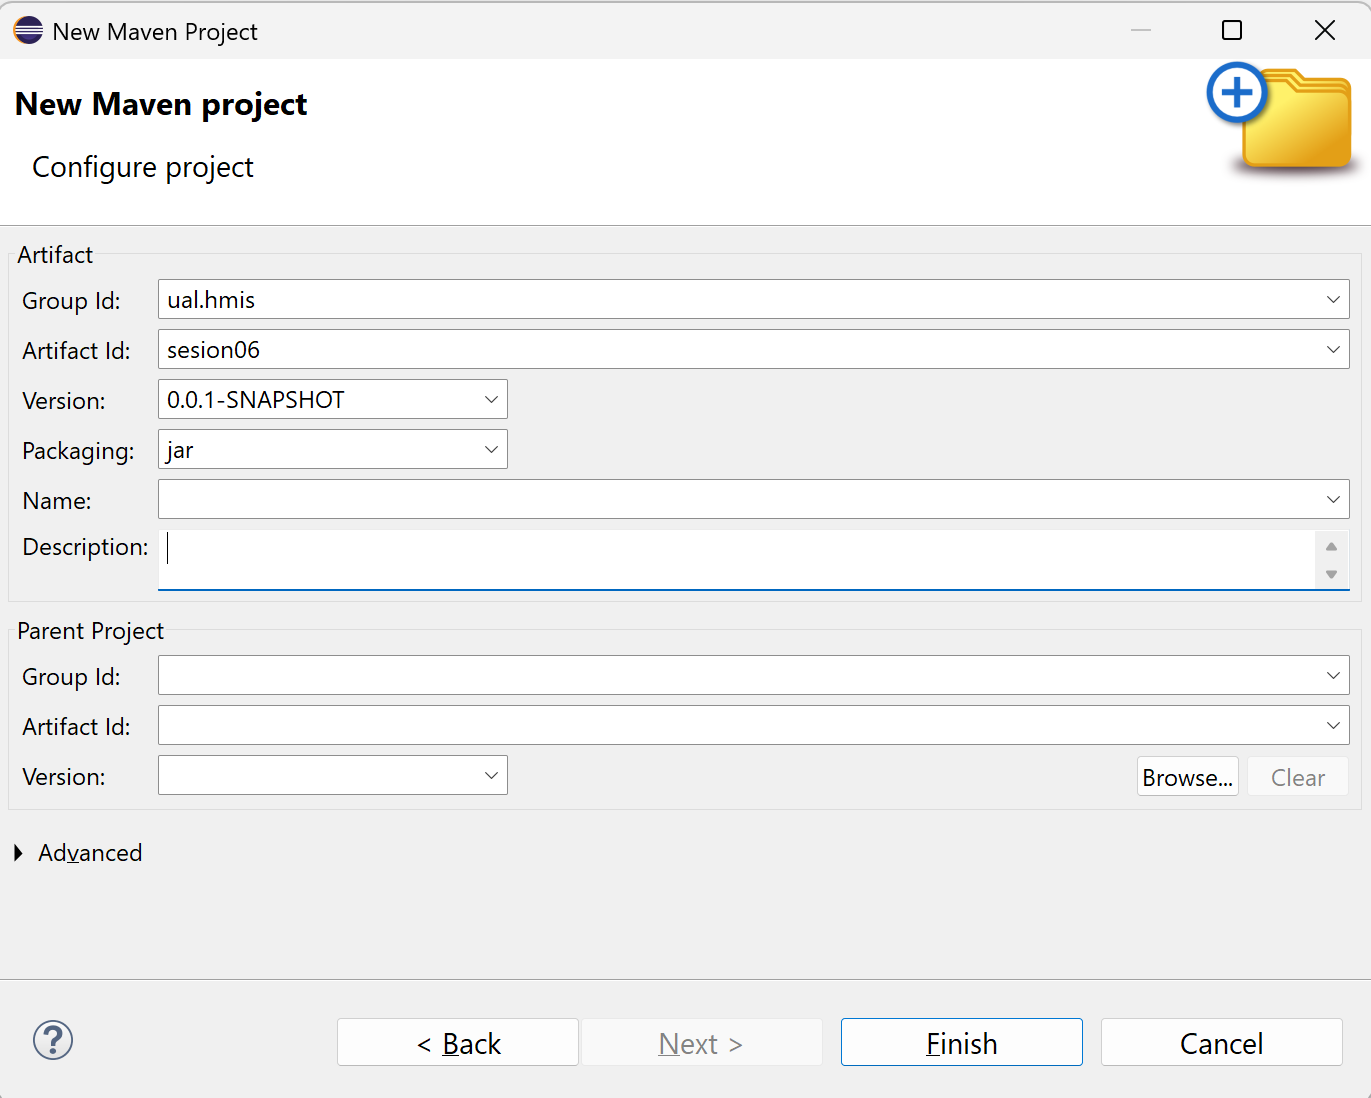 New Maven Project
New Maven project
Configure project
Artifact
Group Id: ual.hmis
Artifact Id: sesion06
Version: 0.0.1-SNAPSHOT
Packaging: jar
Name:
Description:
Parent Project
Group Id:
Artifact Id:
Version:
Browse... Clear
Advanced
? < Back Next > Finish Cancel